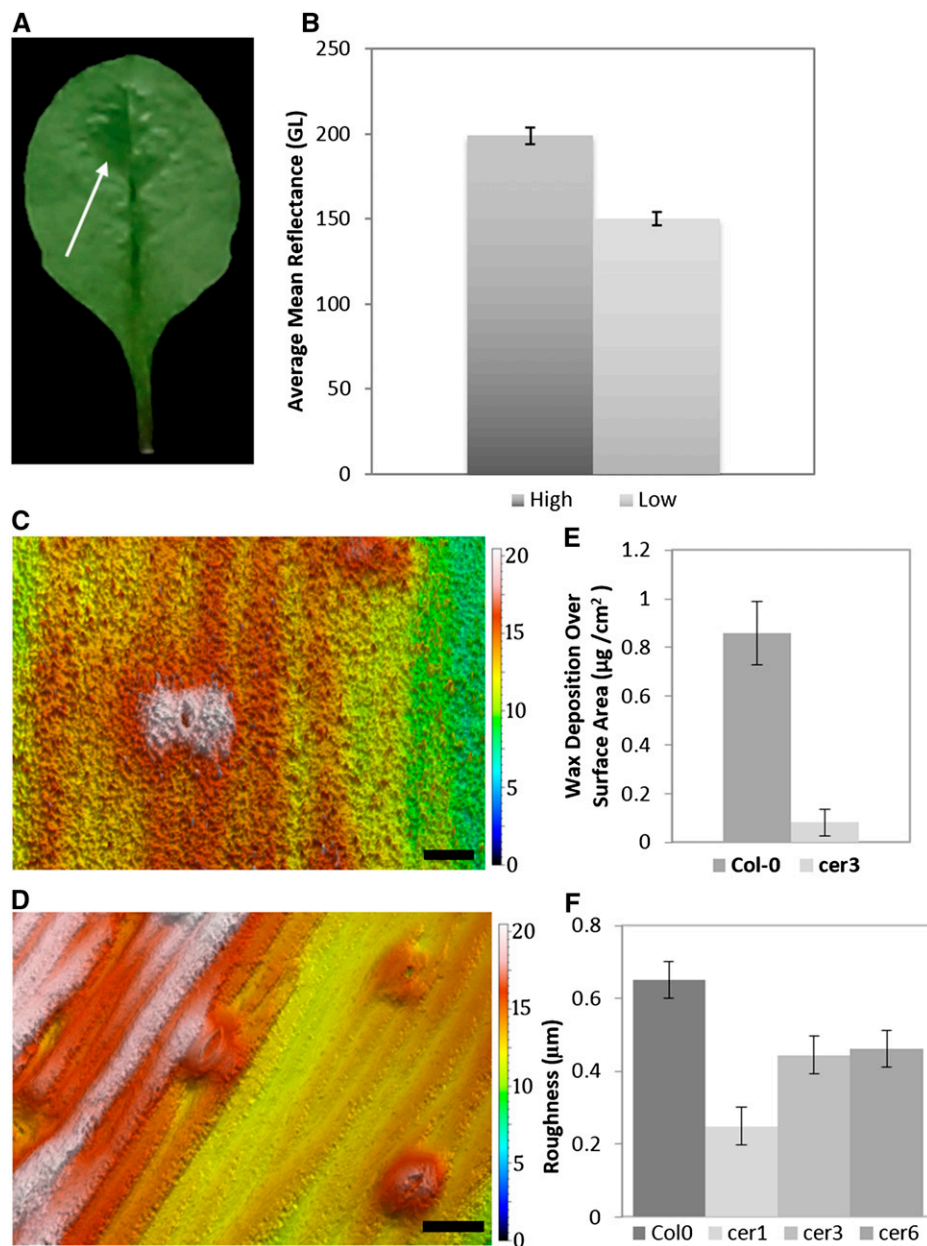 A
B
Average Mean Reflectance (GL)
250
200
150
100
50
0
High Low
C
20
15
10
5
0
E
Wax Deposition Over
Surface Area (µg /cm²)
1.2
1
0.8
0.6
0.4
0.2
0
Col-0 cer3
D
20
15
10
5
0
F
Roughness (µm)
0.8
0.6
0.4
0.2
0
Col0 cer1 cer3 cer6